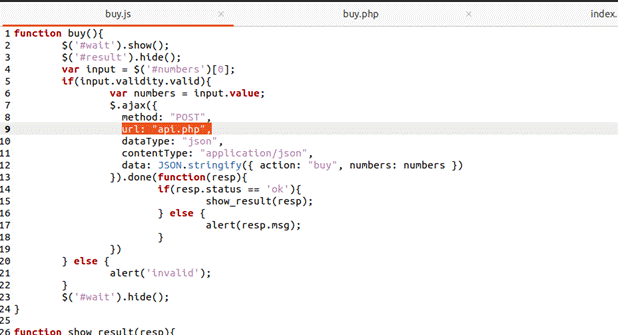 buy.js × buy.php × index.
1 function buy(){
2 $('#wait').show();
3 $('#result').hide();
4 var input = $('#numbers')[0];
5 if(input.validity.valid){
6 var numbers = input.value;
7 $.ajax({
8 method: "POST",
9 url: "api.php",
10 dataType: "json",
11 contentType: "application/json",
12 data: JSON.stringify({ action: "buy", numbers: numbers })
13 }).done(function(resp){
14 if(resp.status == 'ok'){
15 show_result(resp);
16 } else {
17 alert(resp.msg);
18 }
19 })
20 } else {
21 alert('invalid');
22 }
23 $('#wait').hide();
24 }
25
26 function show_result(resp){